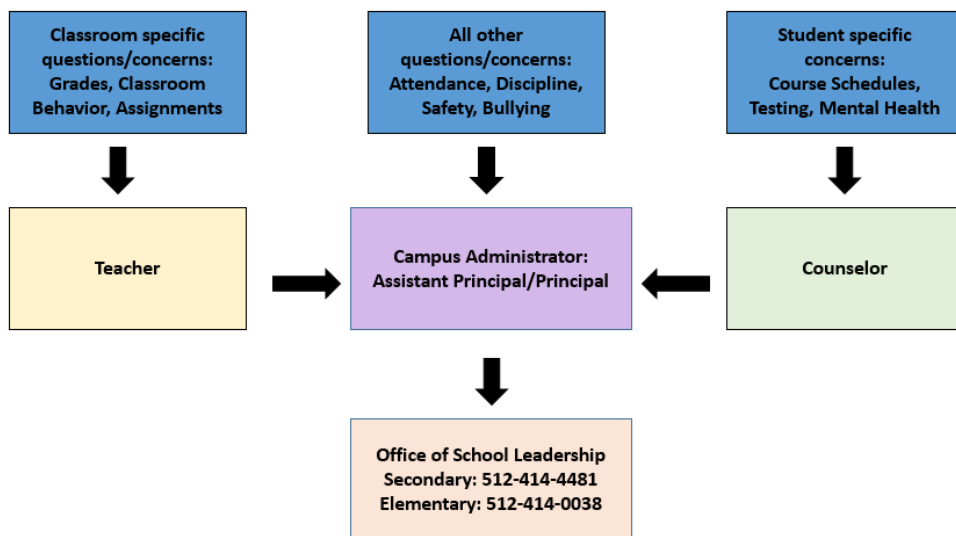 Classroom specific
questions/concerns:
Grades, Classroom
Behavior, Assignments
All other
questions/concerns:
Attendance, Discipline,
Safety, Bullying
Student specific
concerns:
Course Schedules,
Testing, Mental Health
Teacher
Campus Administrator:
Assistant Principal/Principal
Counselor
Office of School Leadership
Secondary: 512-414-4481
Elementary: 512-414-0038